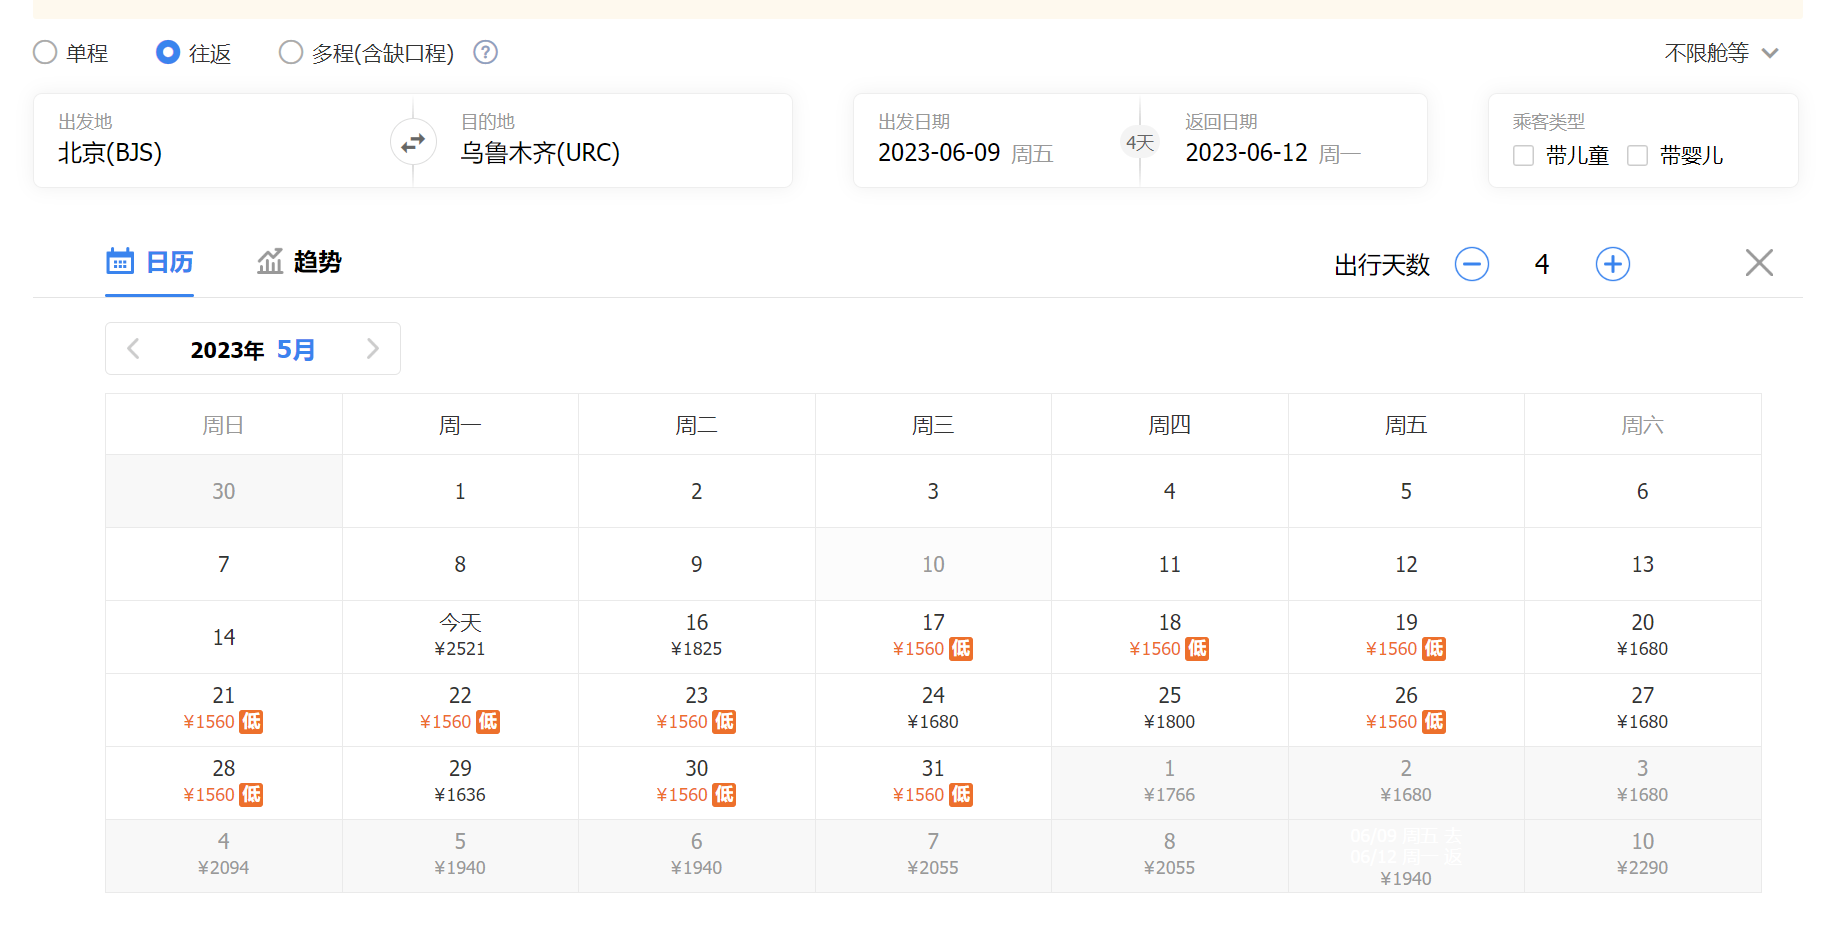 单程 往返 多程(含缺口程) ? 不限舱等
出发地 目的地 出发日期 返回日期 乘客类型
北京(BJS) 乌鲁木齐(URC) 2023-06-09 周五 4天 2023-06-12 周一 带儿童 带婴儿
日历 趋势 出行天数 4
2023年 5月
周日 周一 周二 周三 周四 周五 周六
30 1 2 3 4 5 6
7 8 9 10 11 12 13
14 今天 16 17 18 19 20
¥2521 ¥1825 ¥1560 低 ¥1560 低 ¥1560 低 ¥1680
21 22 23 24 25 26 27
¥1560 低 ¥1560 低 ¥1560 低 ¥1680 ¥1800 ¥1560 低 ¥1680
28 29 30 31 1 2 3
¥1560 低 ¥1636 ¥1560 低 ¥1560 低 ¥1766 ¥1680 ¥1680
4 5 6 7 8 06/09 周五 去 10
06/12 周一 返
¥2094 ¥1940 ¥1940 ¥2055 ¥2055 ¥1940 ¥2290